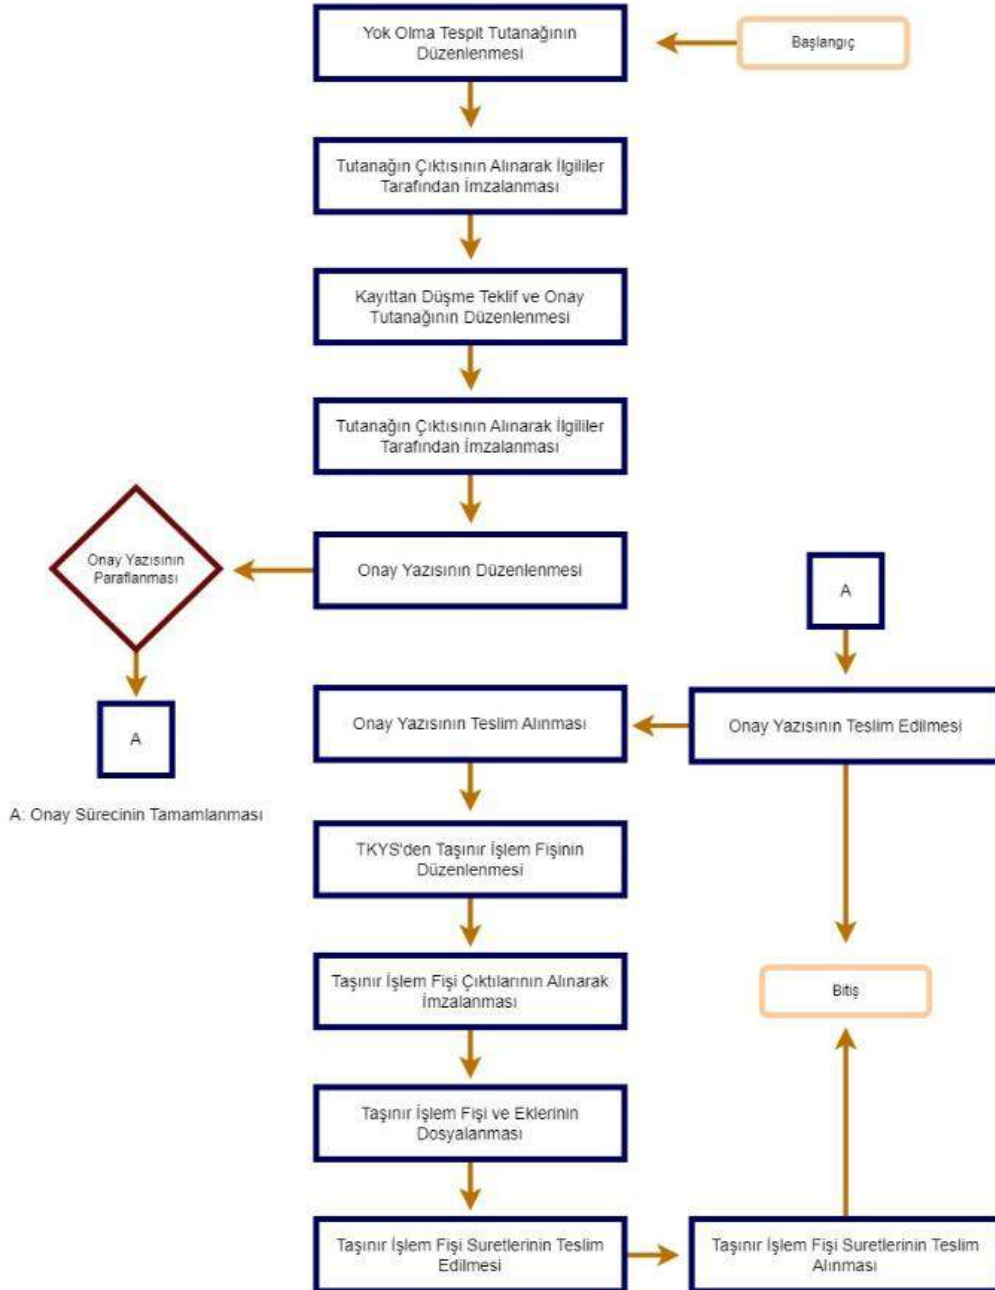 Yok Olma Tespit Tutanağının
Düzenlenmesi
Başlangıç
Tutanağın Çıktısının Alınarak İlgililer
Tarafından İmzalanması
Kayıttan Düşme Teklif ve Onay
Tutanağının Düzenlenmesi
Tutanağın Çıktısının Alınarak İlgililer
Tarafından İmzalanması
Onay Yazısının
Paraflanması
Onay Yazısının Düzenlenmesi
A
A
Onay Yazısının Teslim Alınması
Onay Yazısının Teslim Edilmesi
A: Onay Sürecinin Tamamlanması
TKYS'den Taşınır İşlem Fişinin
Düzenlenmesi
Taşınır İşlem Fişi Çıktılarının Alınarak
İmzalanması
Bitiş
Taşınır İşlem Fişi ve Eklerinin
Dosyalanması
Taşınır İşlem Fişi Suretlerinin Teslim
Edilmesi
Taşınır İşlem Fişi Suretlerinin Teslim
Alınması